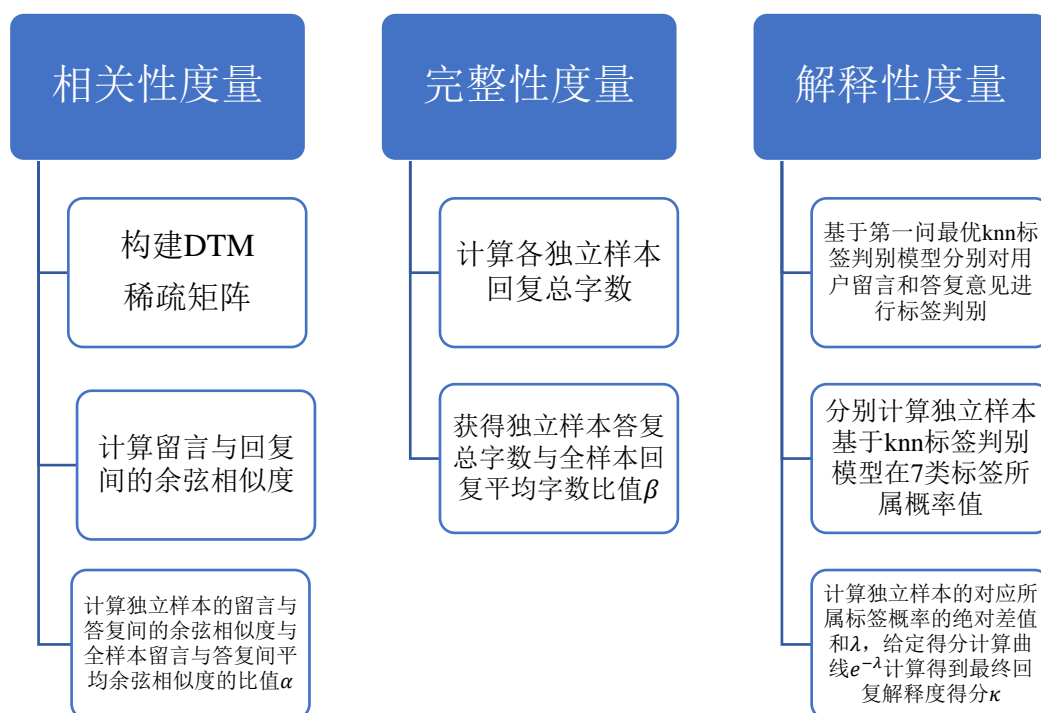 相关性度量
构建DTM
稀疏矩阵
计算留言与回复
间的余弦相似度
计算独立样本的留言与
答复间的余弦相似度与
全样本留言与答复间平
均余弦相似度的比值α
完整性度量
计算各独立样本
回复总字数
获得独立样本答复
总字数与全样本回
复平均字数比值β
解释性度量
基于第一问最优knn标
签判别模型分别对用
户留言和答复意见进
行标签判别
分别计算独立样本
基于knn标签判别
模型在7类标签所
属概率值
计算独立样本的对应所
属标签概率的绝对差值
和λ，给定得分计算曲
线e^{-λ}计算得到最终回
复解释度得分κ